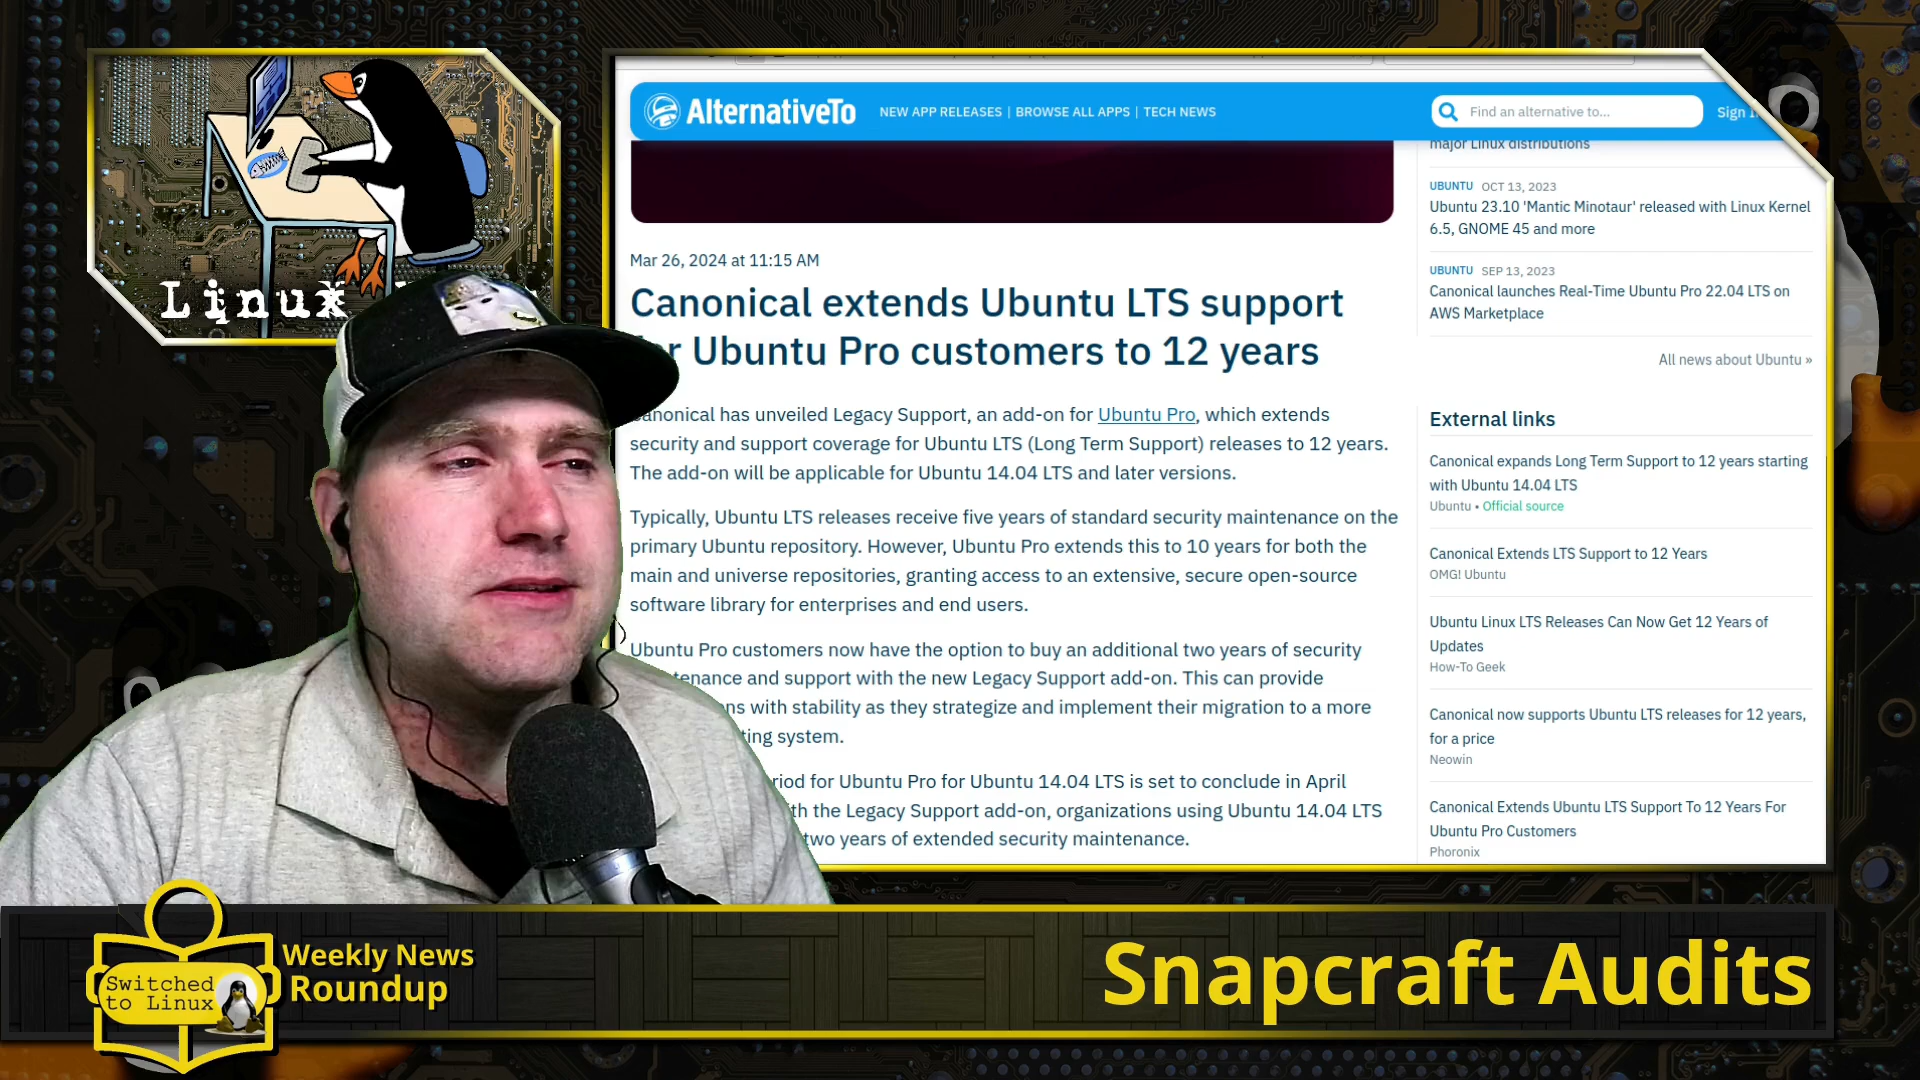 Linux
AlternativeTo
NEW APP RELEASES | BROWSE ALL APPS | TECH NEWS
Find an alternative to...
Sign
Mar 26, 2024 at 11:15 AM
Canonical extends Ubuntu LTS support
for Ubuntu Pro customers to 12 years
Canonical has unveiled Legacy Support, an add-on for Ubuntu Pro, which extends
security and support coverage for Ubuntu LTS (Long Term Support) releases to 12 years.
The add-on will be applicable for Ubuntu 14.04 LTS and later versions.
Typically, Ubuntu LTS releases receive five years of standard security maintenance on the
primary Ubuntu repository. However, Ubuntu Pro extends this to 10 years for both the
main and universe repositories, granting access to an extensive, secure open-source
software library for enterprises and end users.
Ubuntu Pro customers now have the option to buy an additional two years of security
tenance and support with the new Legacy Support add-on. This can provide
ns with stability as they strategize and implement their migration to a more
ting system.
riod for Ubuntu Pro for Ubuntu 14.04 LTS is set to conclude in April
th the Legacy Support add-on, organizations using Ubuntu 14.04 LTS
two years of extended security maintenance.
major Linux distributions
UBUNTU OCT 13, 2023
Ubuntu 23.10 'Mantic Minotaur' released with Linux Kernel
6.5, GNOME 45 and more
UBUNTU SEP 13, 2023
Canonical launches Real-Time Ubuntu Pro 22.04 LTS on
AWS Marketplace
All news about Ubuntu »
External links
Canonical expands Long Term Support to 12 years starting
with Ubuntu 14.04 LTS
Ubuntu • Official source
Canonical Extends LTS Support to 12 Years
OMG! Ubuntu
Ubuntu Linux LTS Releases Can Now Get 12 Years of
Updates
How-To Geek
Canonical now supports Ubuntu LTS releases for 12 years,
for a price
Neowin
Canonical Extends Ubuntu LTS Support To 12 Years For
Ubuntu Pro Customers
Phoronix
Switched
to Linux
Weekly News
Roundup
Snapcraft Audits